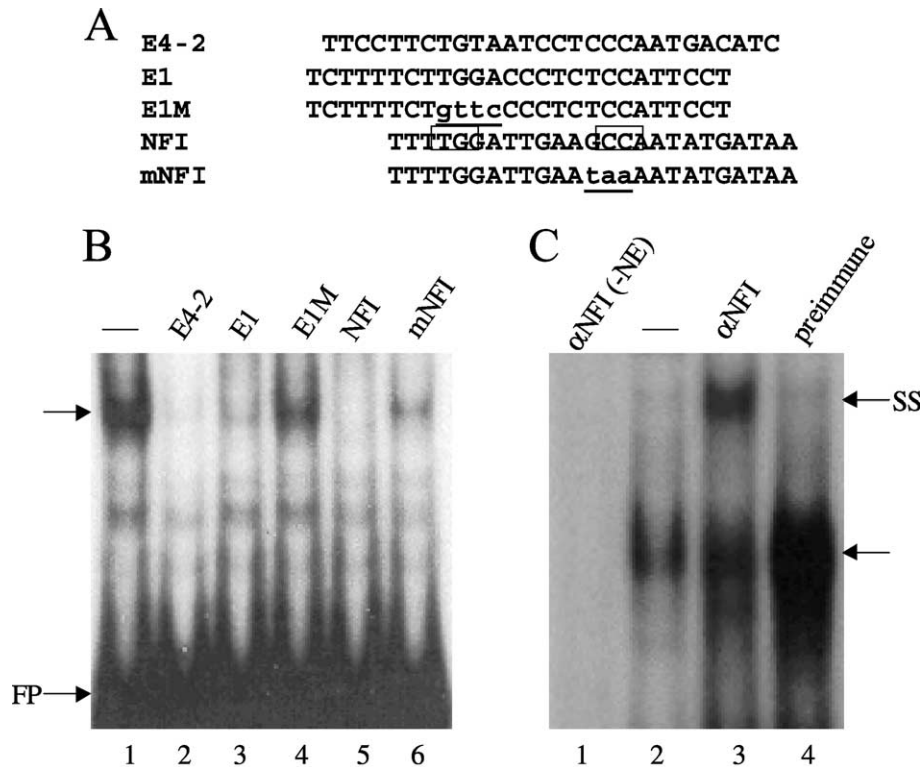 A
E4-2 TTCCTTCTGTAATCCTCCCAATGACATC
E1 TCTTTTCTTGGACCCTCTCCATTCCT
E1M TCTTTTCTgttcCCCTCTCCATTCCT
NFI TTTTGGATTGAAGCCAATATGATAA
mNFI TTTTGGATTGAAtaaAATATGATAA
B
— E4-2 E1 E1M NFI mNFI
FP
1 2 3 4 5 6
C
αNFI (-NE) — αNFI preimmune
SS
1 2 3 4